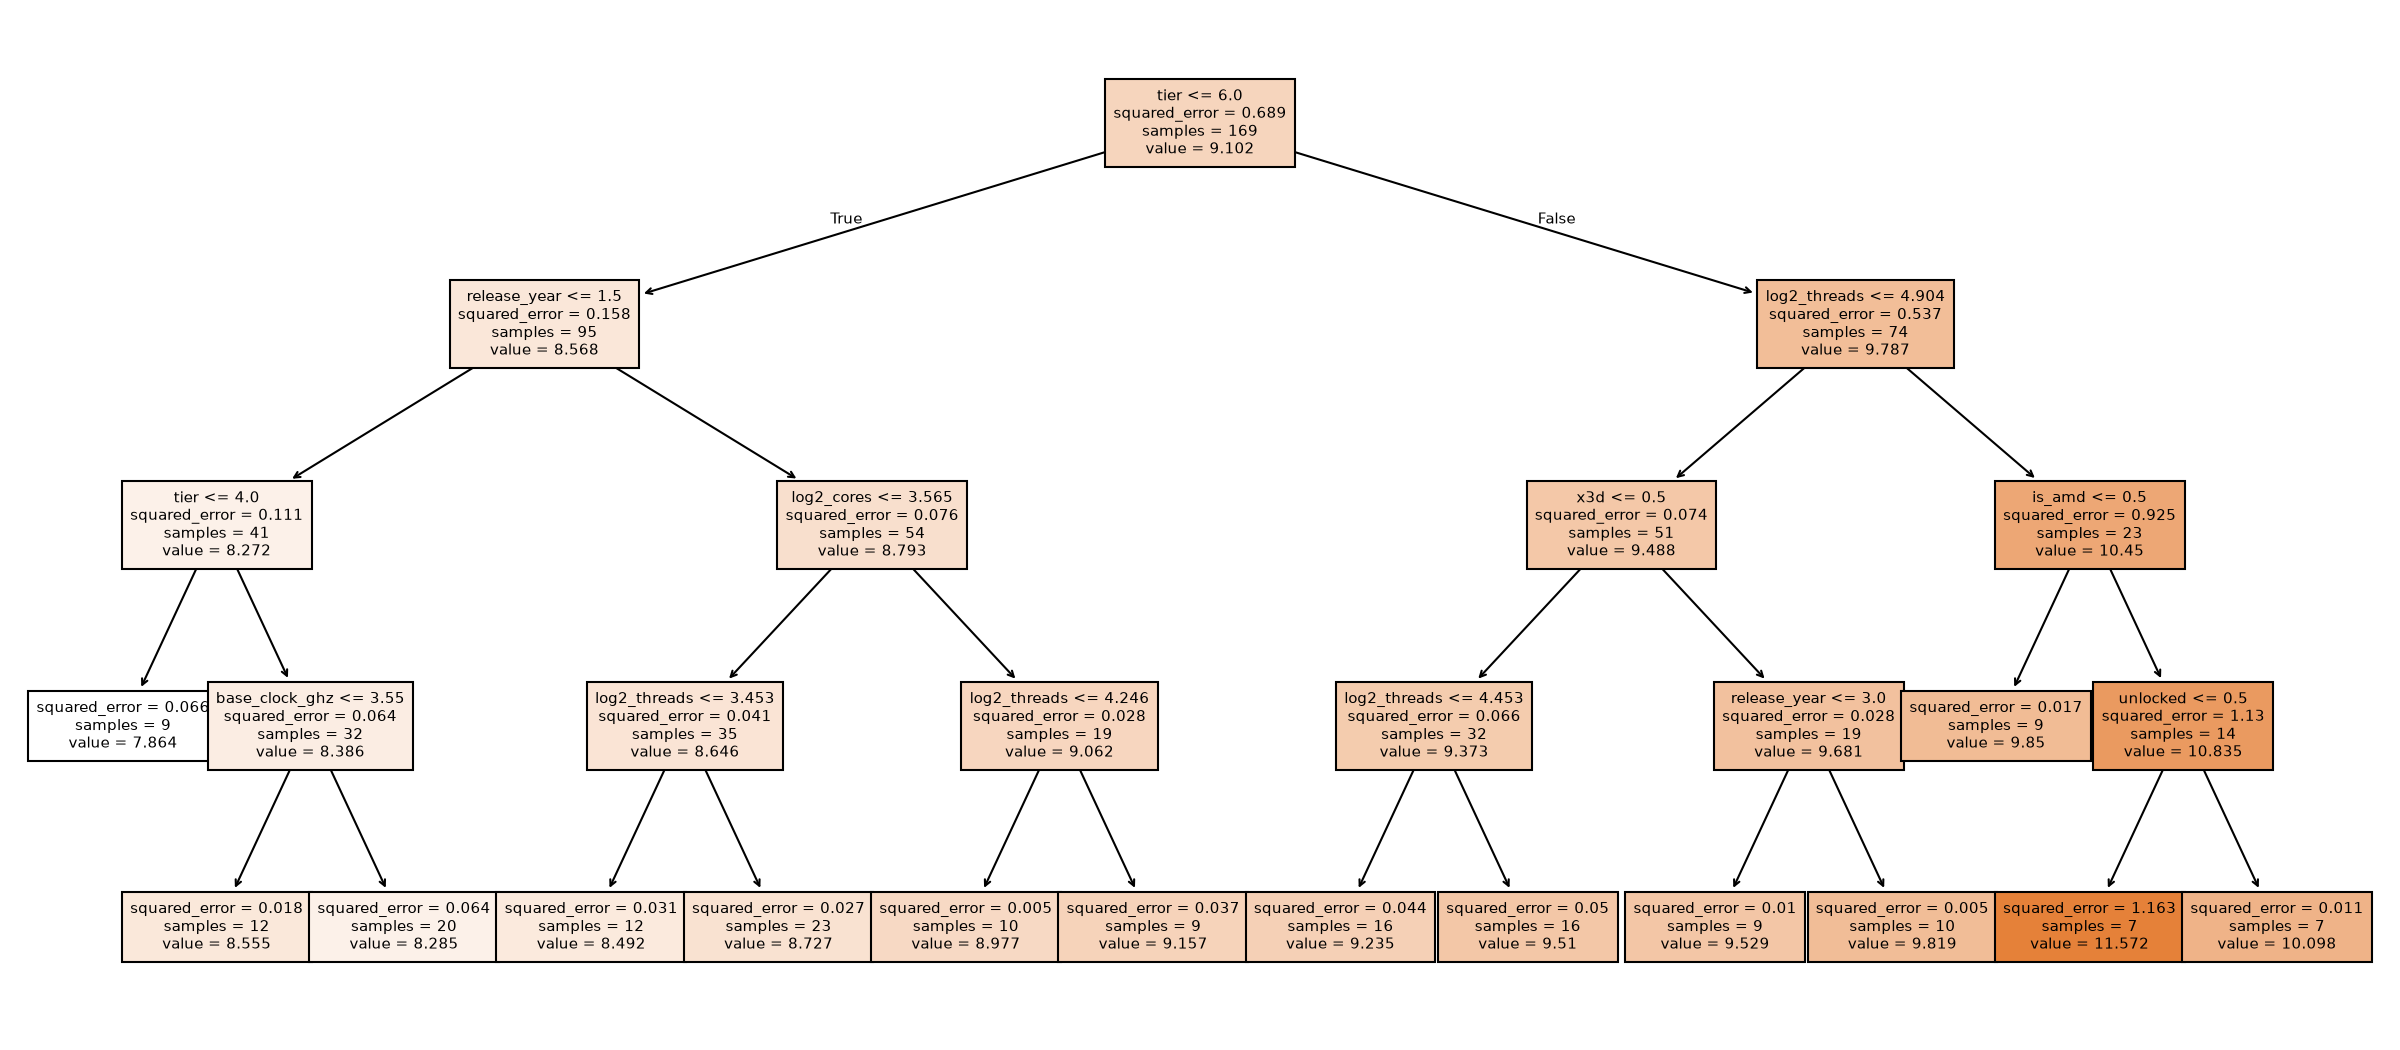 tier <= 6.0
squared_error = 0.689
samples = 169
value = 9.102
True
False
release_year <= 1.5
squared_error = 0.158
samples = 95
value = 8.568
log2_threads <= 4.904
squared_error = 0.537
samples = 74
value = 9.787
tier <= 4.0
squared_error = 0.111
samples = 41
value = 8.272
log2_cores <= 3.565
squared_error = 0.076
samples = 54
value = 8.793
x3d <= 0.5
squared_error = 0.074
samples = 51
value = 9.488
is_amd <= 0.5
squared_error = 0.925
samples = 23
value = 10.45
squared_error = 0.066
samples = 9
value = 7.864
base_clock_ghz <= 3.55
squared_error = 0.064
samples = 32
value = 8.386
log2_threads <= 3.453
squared_error = 0.041
samples = 35
value = 8.646
log2_threads <= 4.246
squared_error = 0.028
samples = 19
value = 9.062
log2_threads <= 4.453
squared_error = 0.066
samples = 32
value = 9.373
release_year <= 3.0
squared_error = 0.028
samples = 19
value = 9.681
squared_error = 0.017
samples = 9
value = 9.85
unlocked <= 0.5
squared_error = 1.13
samples = 14
value = 10.835
squared_error = 0.018
samples = 12
value = 8.555
squared_error = 0.064
samples = 20
value = 8.285
squared_error = 0.031
samples = 12
value = 8.492
squared_error = 0.027
samples = 23
value = 8.727
squared_error = 0.005
samples = 10
value = 8.977
squared_error = 0.037
samples = 9
value = 9.157
squared_error = 0.044
samples = 16
value = 9.235
squared_error = 0.05
samples = 16
value = 9.51
squared_error = 0.01
samples = 9
value = 9.529
squared_error = 0.005
samples = 10
value = 9.819
squared_error = 1.163
samples = 7
value = 11.572
squared_error = 0.011
samples = 7
value = 10.098